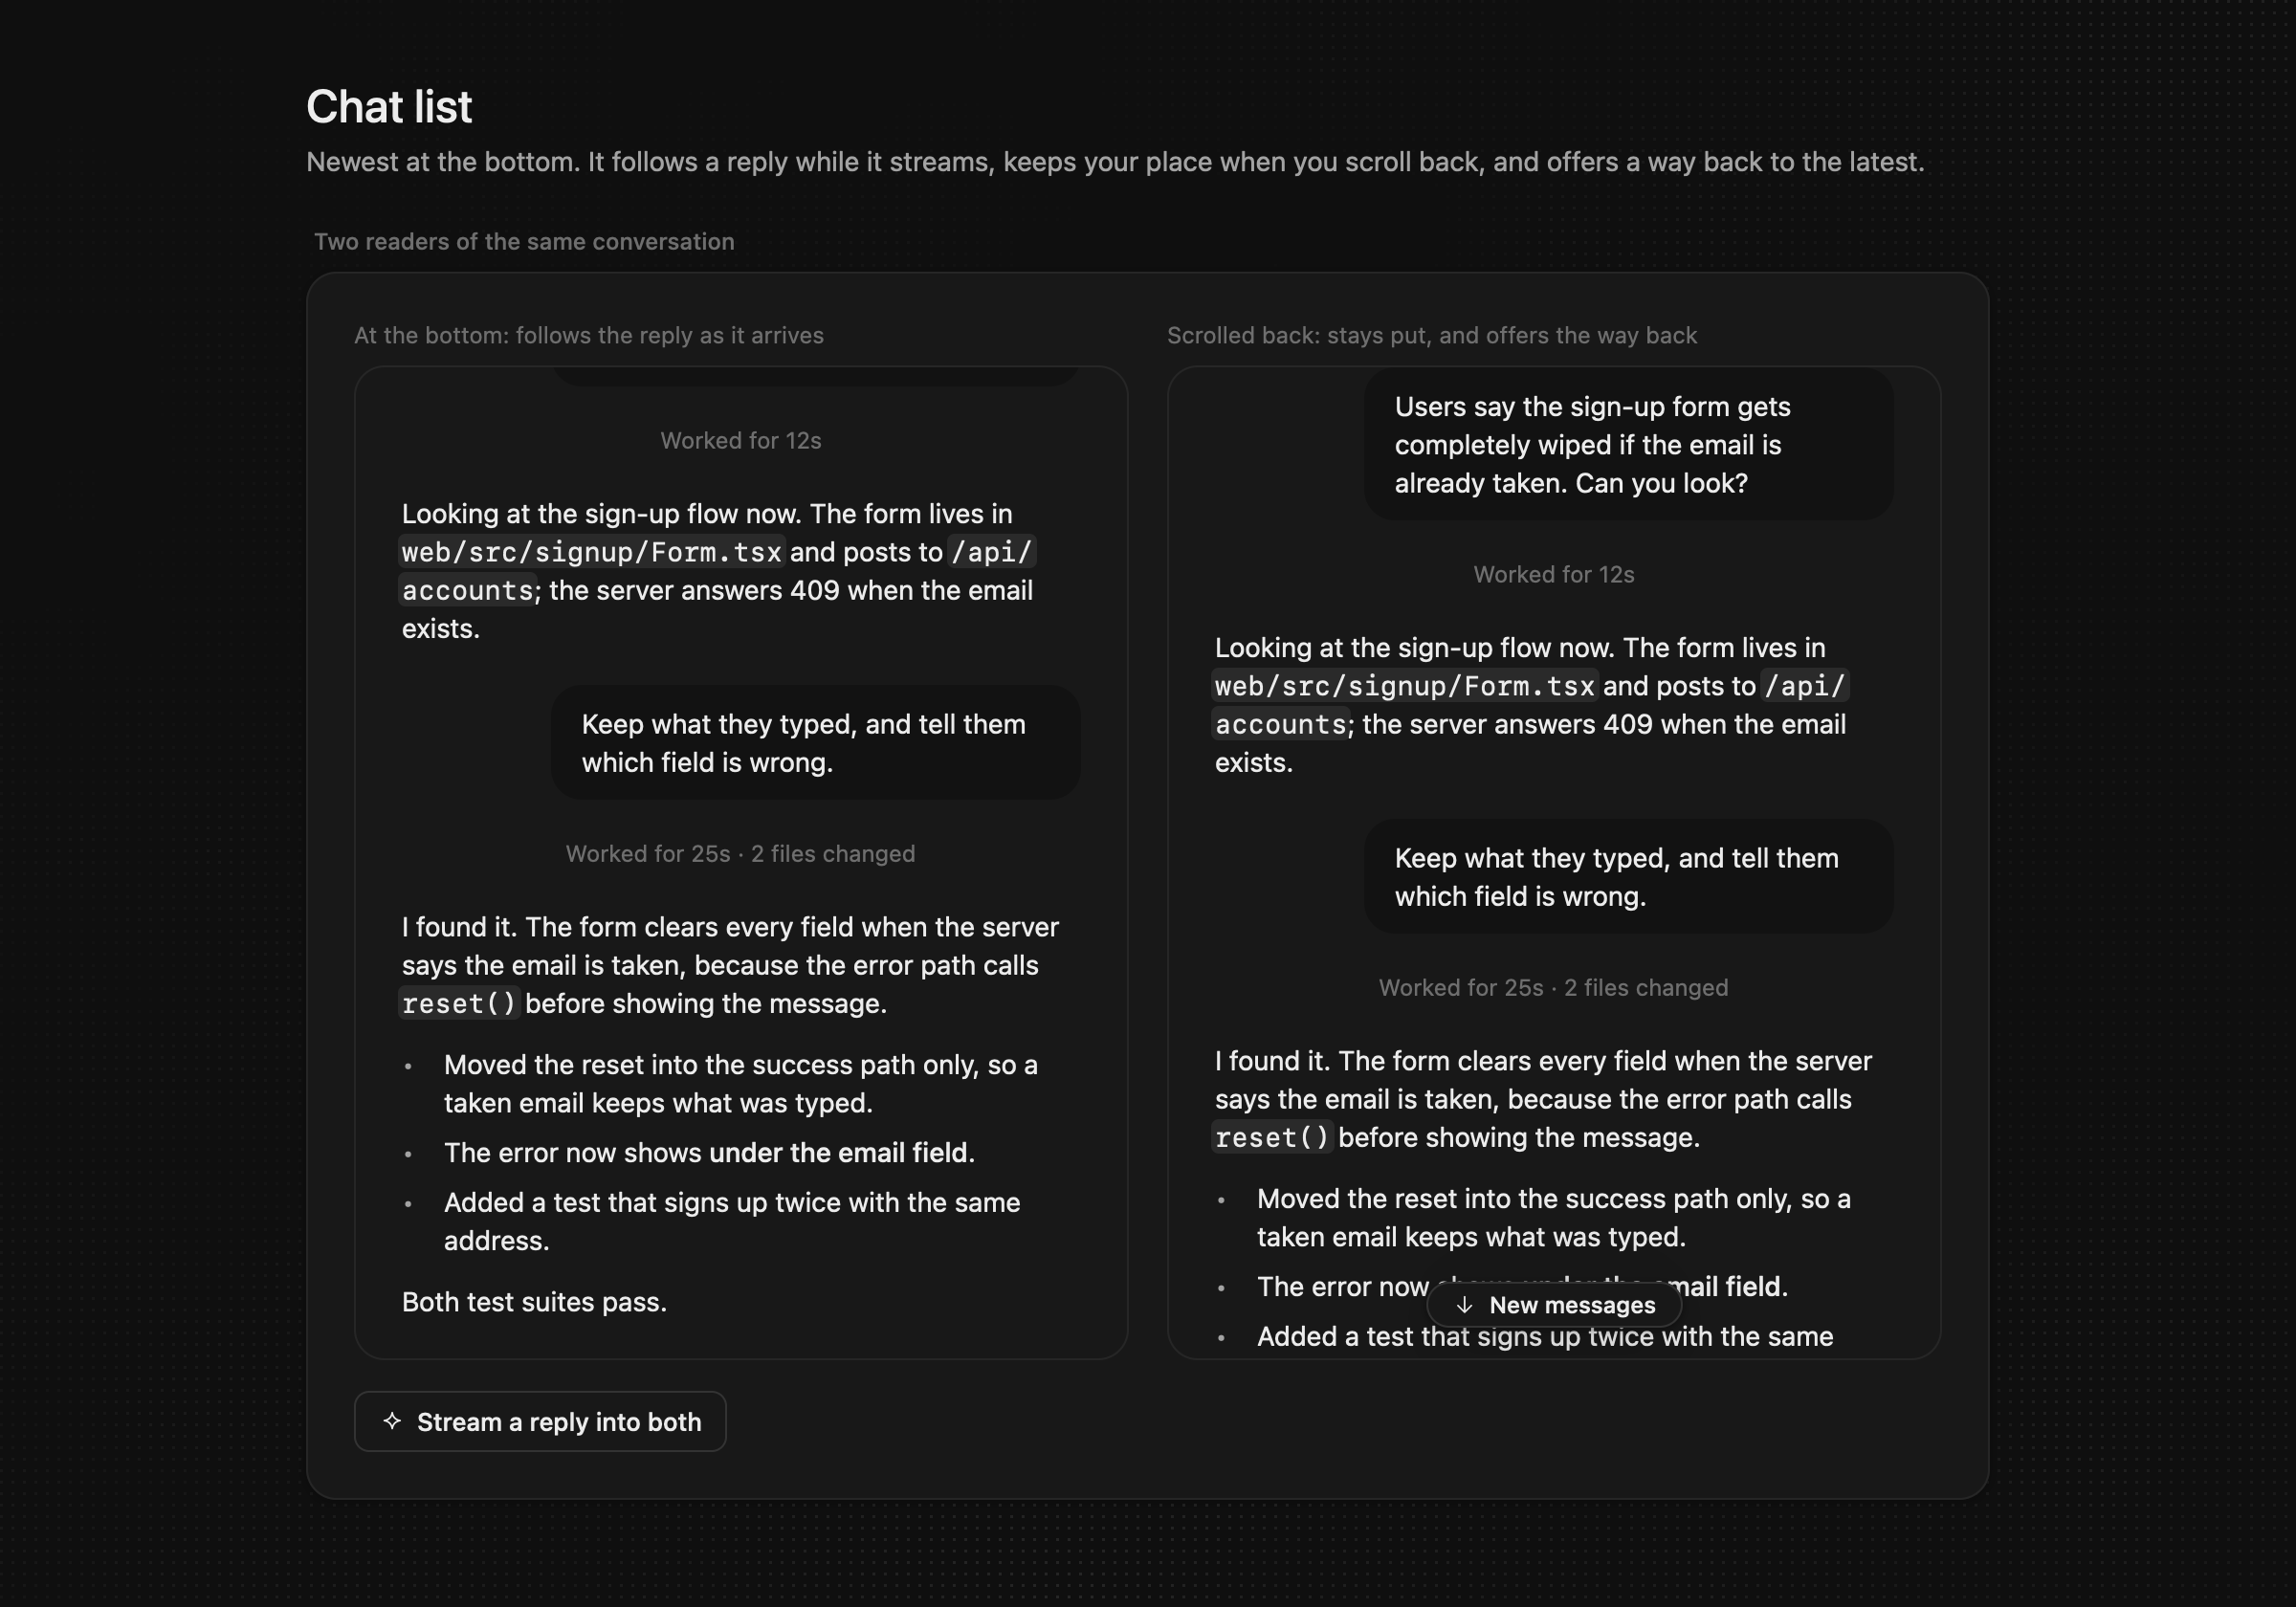 Chat list
Newest at the bottom. It follows a reply while it streams, keeps your place when you scroll back, and offers a way back to the latest.
Two readers of the same conversation
At the bottom: follows the reply as it arrives
Worked for 12s
Looking at the sign-up flow now. The form lives in
web/src/signup/Form.tsx and posts to /api/
accounts; the server answers 409 when the email
exists.
Keep what they typed, and tell them
which field is wrong.
Worked for 25s · 2 files changed
I found it. The form clears every field when the server
says the email is taken, because the error path calls
reset() before showing the message.
• Moved the reset into the success path only, so a
taken email keeps what was typed.
• The error now shows under the email field.
• Added a test that signs up twice with the same
address.
Both test suites pass.
Scrolled back: stays put, and offers the way back
Users say the sign-up form gets
completely wiped if the email is
already taken. Can you look?
Worked for 12s
Looking at the sign-up flow now. The form lives in
web/src/signup/Form.tsx and posts to /api/
accounts; the server answers 409 when the email
exists.
Keep what they typed, and tell them
which field is wrong.
Worked for 25s · 2 files changed
I found it. The form clears every field when the server
says the email is taken, because the error path calls
reset() before showing the message.
• Moved the reset into the success path only, so a
taken email keeps what was typed.
• The error now field.
↓ New messages
• Added a test that signs up twice with the same
Stream a reply into both